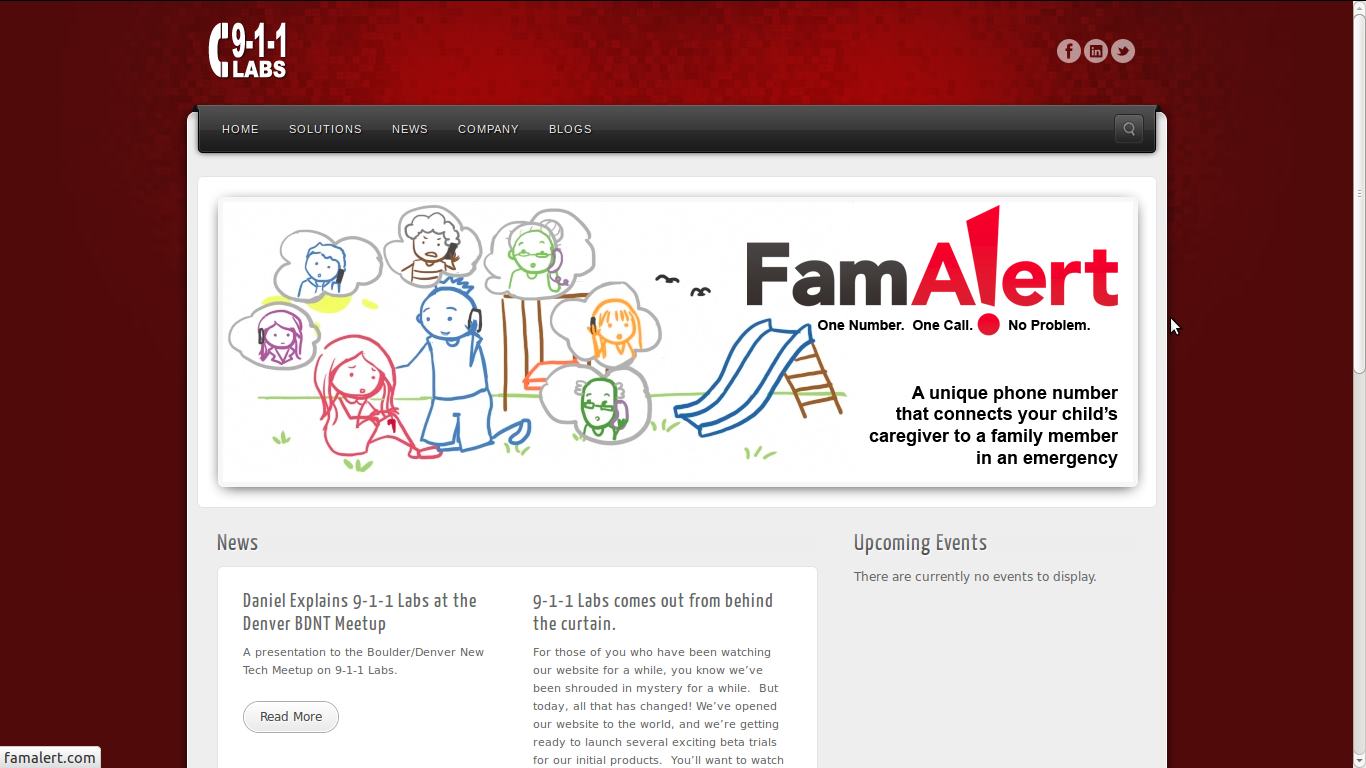 9-1-1
LABS
HOME SOLUTIONS NEWS COMPANY BLOGS
FamAlert
One Number. One Call. No Problem.
A unique phone number
that connects your child's
caregiver to a family member
in an emergency
News
Daniel Explains 9-1-1 Labs at the
Denver BDNT Meetup
A presentation to the Boulder/Denver New
Tech Meetup on 9-1-1 Labs.
Read More
9-1-1 Labs comes out from behind
the curtain.
For those of you who have been watching
our website for a while, you know we've
been shrouded in mystery for a while.  But
today, all that has changed! We've opened
our website to the world, and we're getting
ready to launch several exciting beta trials
for our initial products.  You'll want to watch
Upcoming Events
There are currently no events to display.
famalert.com